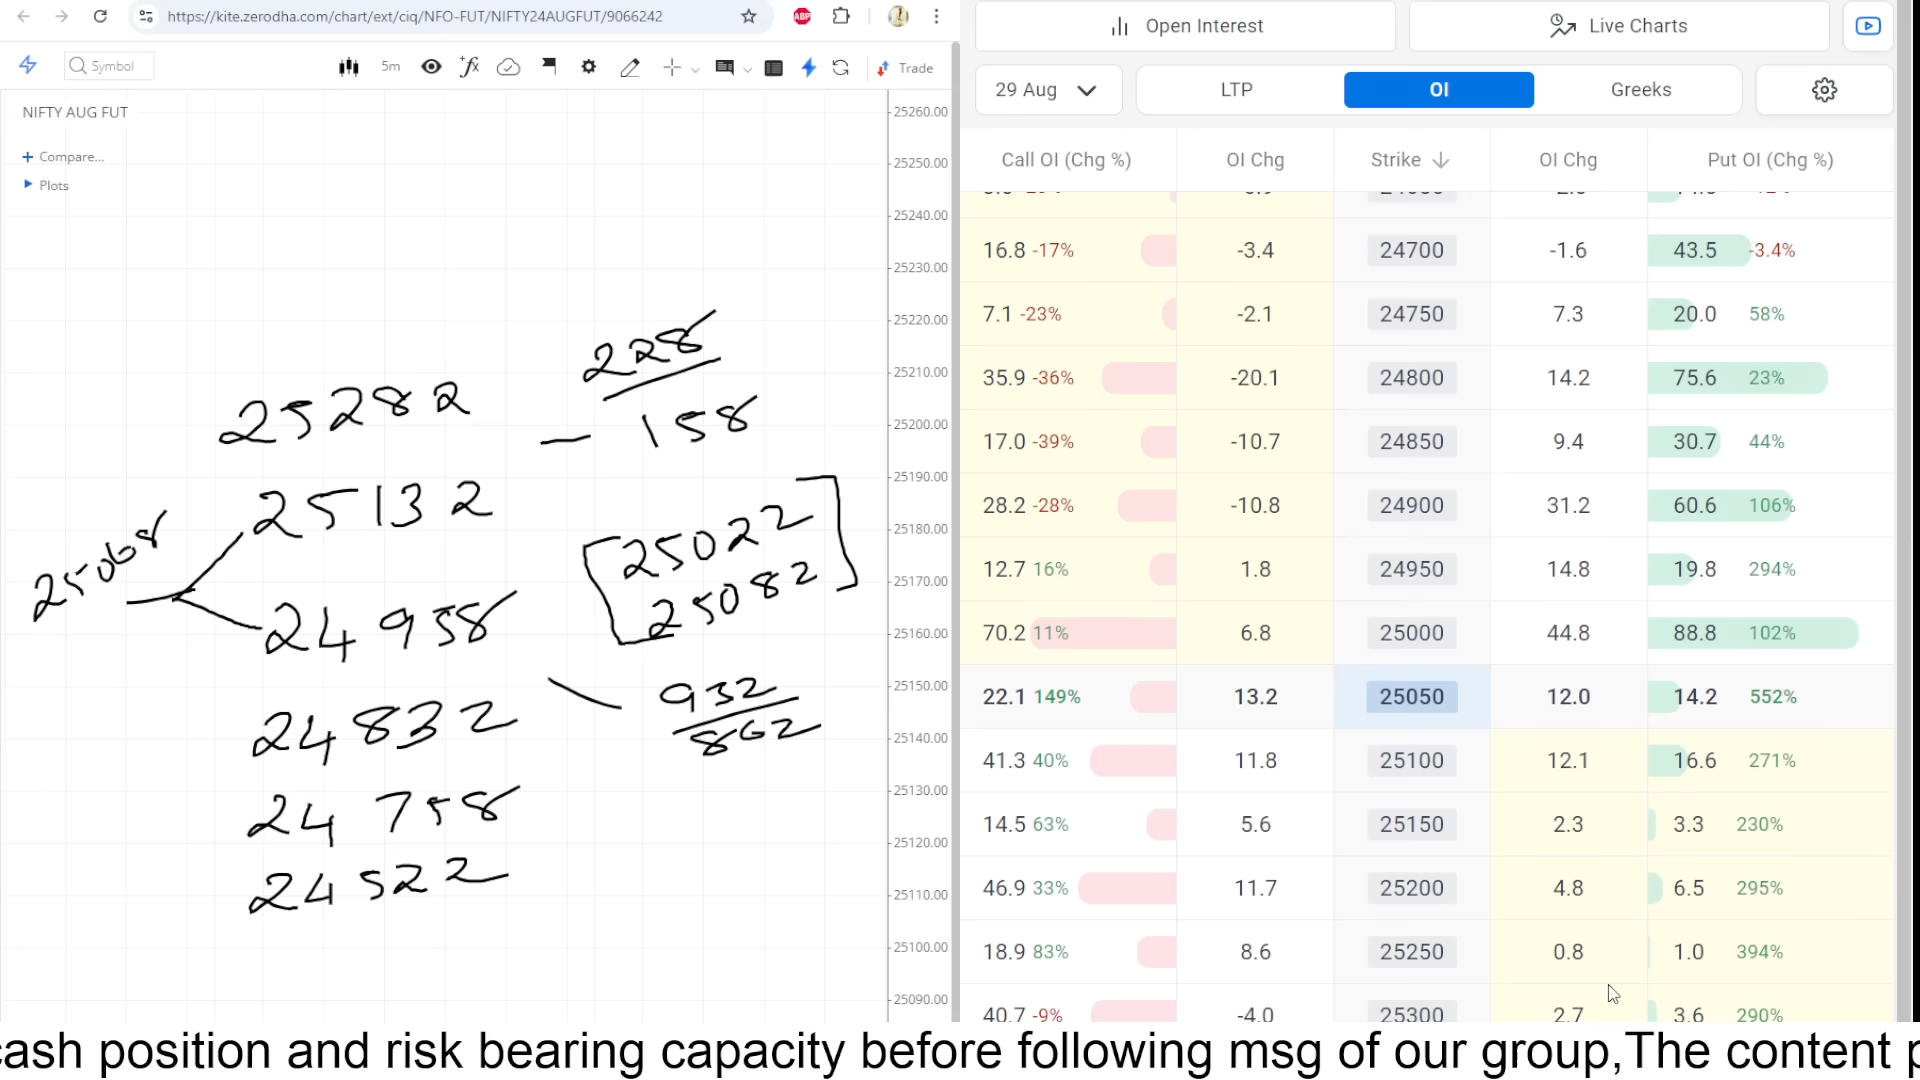 https://kite.zerodha.com/chart/ext/ciq/NFO-FUT/NIFTY24AUGFUT/9066242
ABP
Symbol
5m
Trade
NIFTY AUG FUT
+ Compare...
Plots
25260.00
25250.00
25240.00
25230.00
25220.00
25210.00
25200.00
25190.00
25180.00
25170.00
25160.00
25150.00
25140.00
25130.00
25120.00
25110.00
25100.00
25090.00
25068
25282
25132
24958
24832
24758
24522
228
— 158
25022
25082
932
862
Open Interest
Live Charts
29 Aug
LTP
OI
Greeks
Call OI (Chg %) OI Chg Strike OI Chg Put OI (Chg %)
16.8 -17% -3.4 24700 -1.6 43.5 -3.4%
7.1 -23% -2.1 24750 7.3 20.0 58%
35.9 -36% -20.1 24800 14.2 75.6 23%
17.0 -39% -10.7 24850 9.4 30.7 44%
28.2 -28% -10.8 24900 31.2 60.6 106%
12.7 16% 1.8 24950 14.8 19.8 294%
70.2 11% 6.8 25000 44.8 88.8 102%
22.1 149% 13.2 25050 12.0 14.2 552%
41.3 40% 11.8 25100 12.1 16.6 271%
14.5 63% 5.6 25150 2.3 3.3 230%
46.9 33% 11.7 25200 4.8 6.5 295%
18.9 83% 8.6 25250 0.8 1.0 394%
40.7 -9% -4.0 25300 2.7 3.6 290%
cash position and risk bearing capacity before following msg of our group,The content p